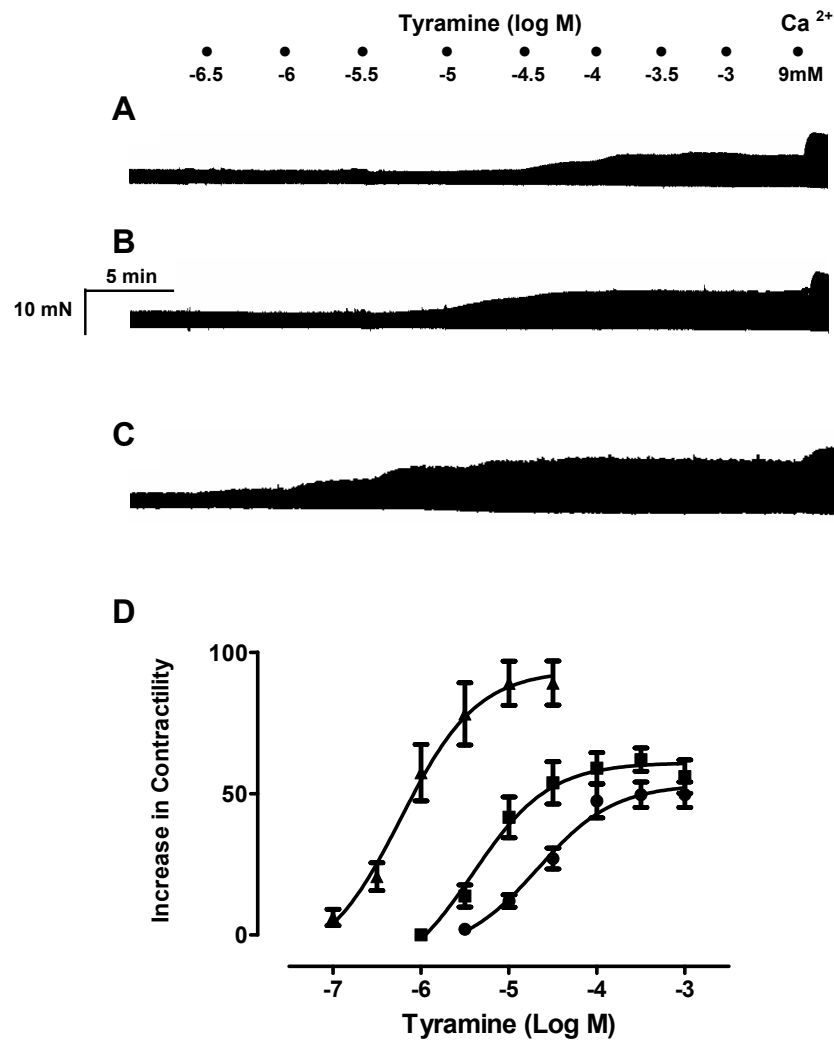 Tyramine (log M) Ca 2+
-6.5 -6 -5.5 -5 -4.5 -4 -3.5 -3 9mM
A
B
5 min
10 mN
C
D
100
50
0
Increase in Contractility
-7 -6 -5 -4 -3
Tyramine (Log M)